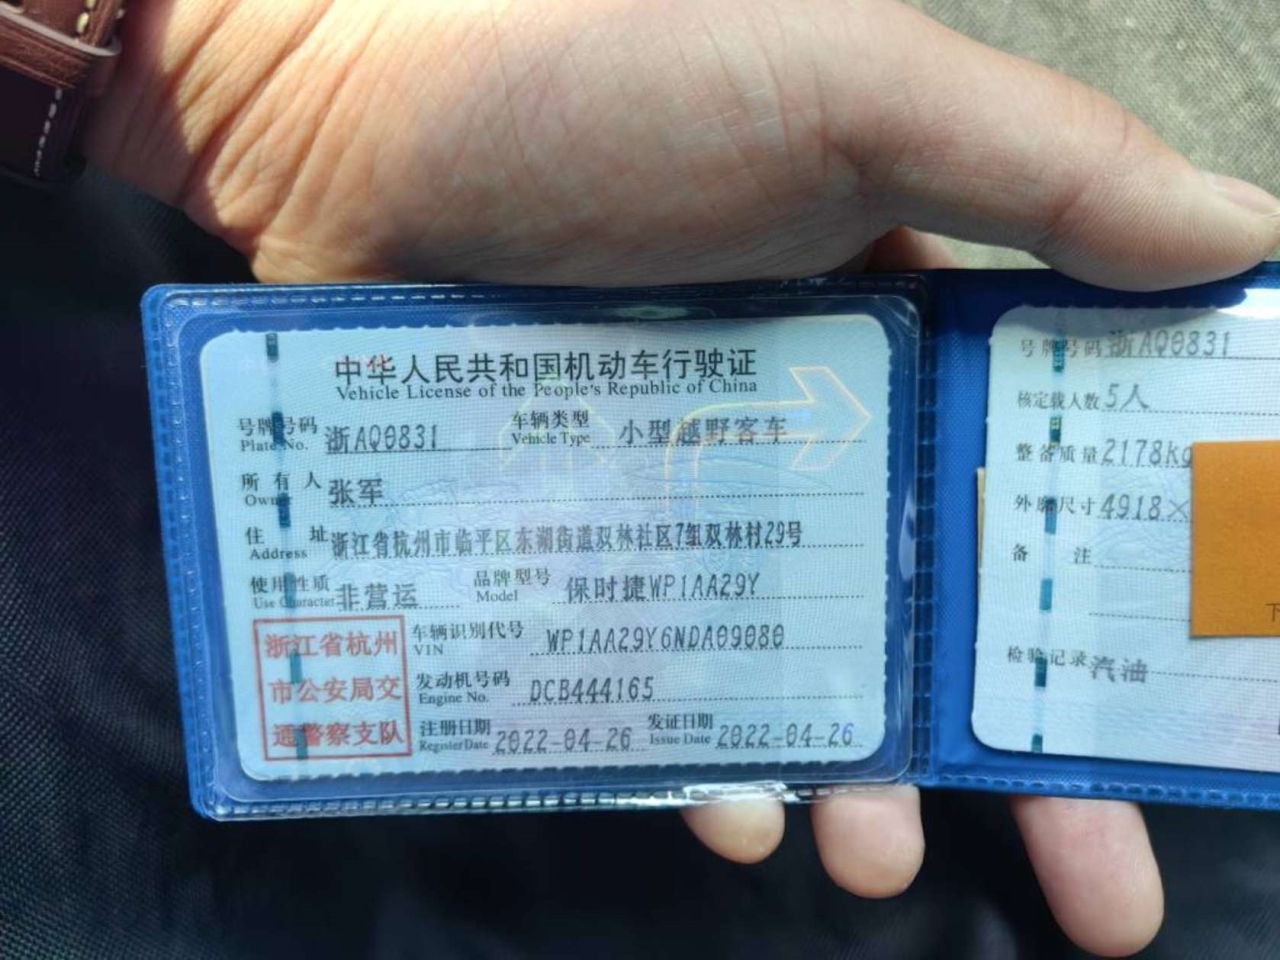 中华人民共和国机动车行驶证
Vehicle License of the People's Republic of China
号牌号码 浙AQ0831 车辆类型 小型越野客车
Plate No. Vehicle Type
所有人 张军
Owner
住址 浙江省杭州市临平区东湖街道双林社区7组双林村29号
Address
使用性质 非营运 品牌型号 保时捷WP1AA29Y
Use Character Model
浙江省杭州
市公安局交
通警察支队
车辆识别代号 WP1AA29Y6NDA09080
VIN
发动机号码 DCB444165
Engine No.
注册日期 2022-04-26 发证日期 2022-04-26
Register Date Issue Date
号牌号码 浙AQ0831
核定载人数 5人
整备质量 2178kg
外廓尺寸 4918×
备注
检验记录 汽油
下